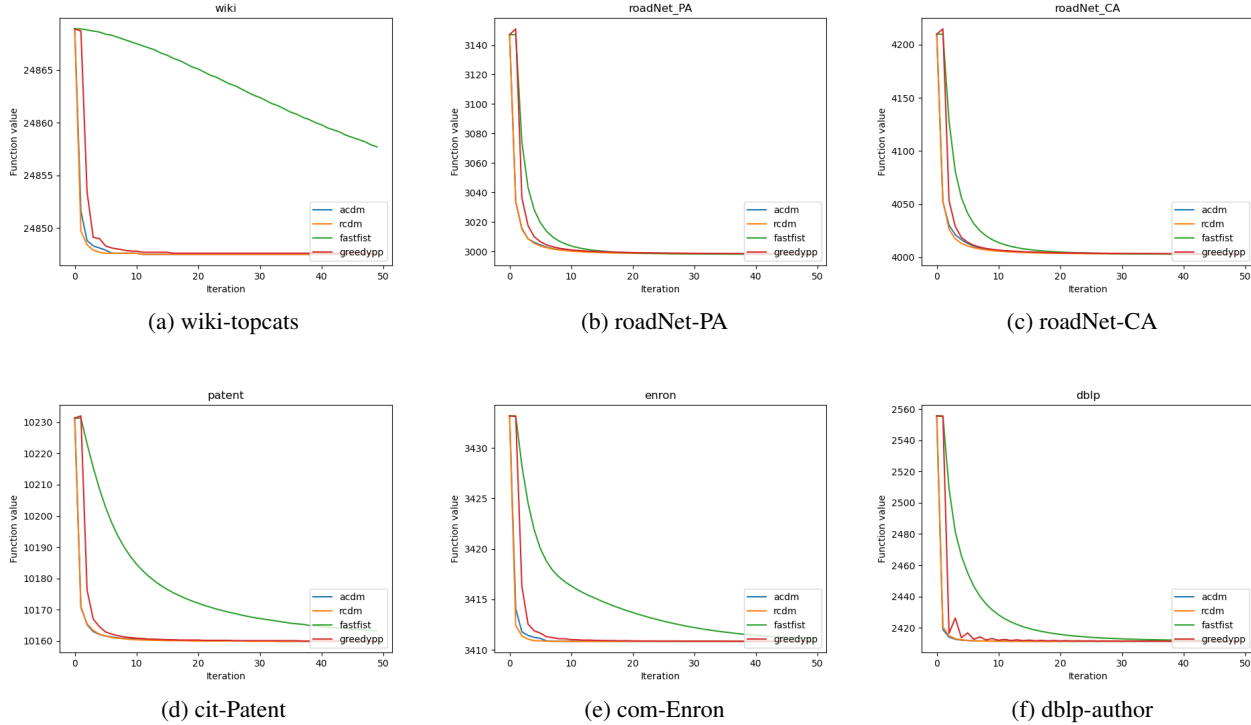 wiki
Function value
24865
24860
24855
24850
acdm
rcdm
fastfist
greedypp
0 10 20 30 40 50
Iteration
(a) wiki-topcats
roadNet_PA
Function value
3140
3120
3100
3080
3060
3040
3020
3000
acdm
rcdm
fastfist
greedypp
0 10 20 30 40 50
Iteration
(b) roadNet-PA
roadNet_CA
Function value
4200
4150
4100
4050
4000
acdm
rcdm
fastfist
greedypp
0 10 20 30 40 50
Iteration
(c) roadNet-CA
patent
Function value
10230
10220
10210
10200
10190
10180
10170
10160
acdm
rcdm
fastfist
greedypp
0 10 20 30 40 50
Iteration
(d) cit-Patent
enron
Function value
3430
3425
3420
3415
3410
acdm
rcdm
fastfist
greedypp
0 10 20 30 40 50
Iteration
(e) com-Enron
dblp
Function value
2560
2540
2520
2500
2480
2460
2440
2420
acdm
rcdm
fastfist
greedypp
0 10 20 30 40 50
Iteration
(f) dblp-author